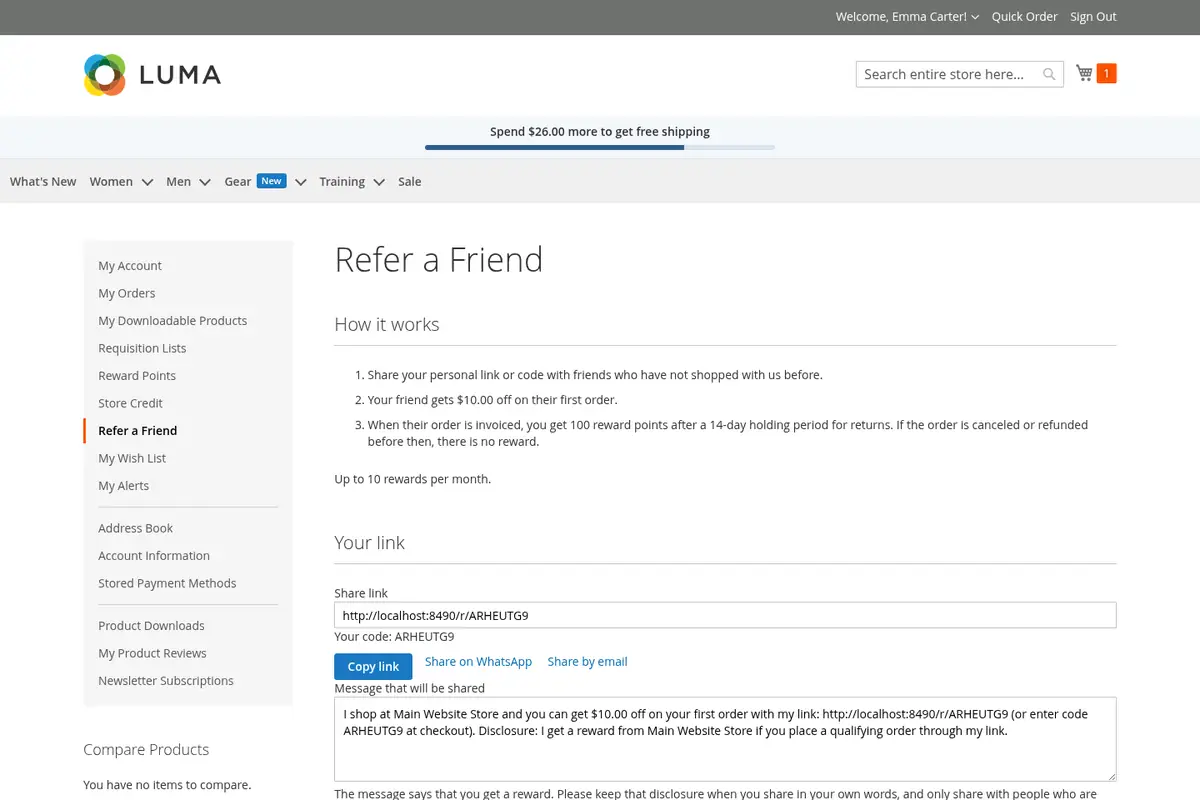 Welcome, Emma Carter! Quick Order Sign Out
LUMA
Search entire store here... 1
Spend $26.00 more to get free shipping
What's New Women Men Gear New Training Sale
My Account
My Orders
My Downloadable Products
Requisition Lists
Reward Points
Store Credit
Refer a Friend
My Wish List
My Alerts
Address Book
Account Information
Stored Payment Methods
Product Downloads
My Product Reviews
Newsletter Subscriptions
Compare Products
You have no items to compare.
Refer a Friend
How it works
1. Share your personal link or code with friends who have not shopped with us before.
2. Your friend gets $10.00 off on their first order.
3. When their order is invoiced, you get 100 reward points after a 14-day holding period for returns. If the order is canceled or refunded
before then, there is no reward.
Up to 10 rewards per month.
Your link
Share link
http://localhost:8490/r/ARHEUTG9
Your code: ARHEUTG9
Copy link Share on WhatsApp Share by email
Message that will be shared
I shop at Main Website Store and you can get $10.00 off on your first order with my link: http://localhost:8490/r/ARHEUTG9 (or enter code
ARHEUTG9 at checkout). Disclosure: I get a reward from Main Website Store if you place a qualifying order through my link.
The message says that you get a reward. Please keep that disclosure when you share in your own words, and only share with people who are